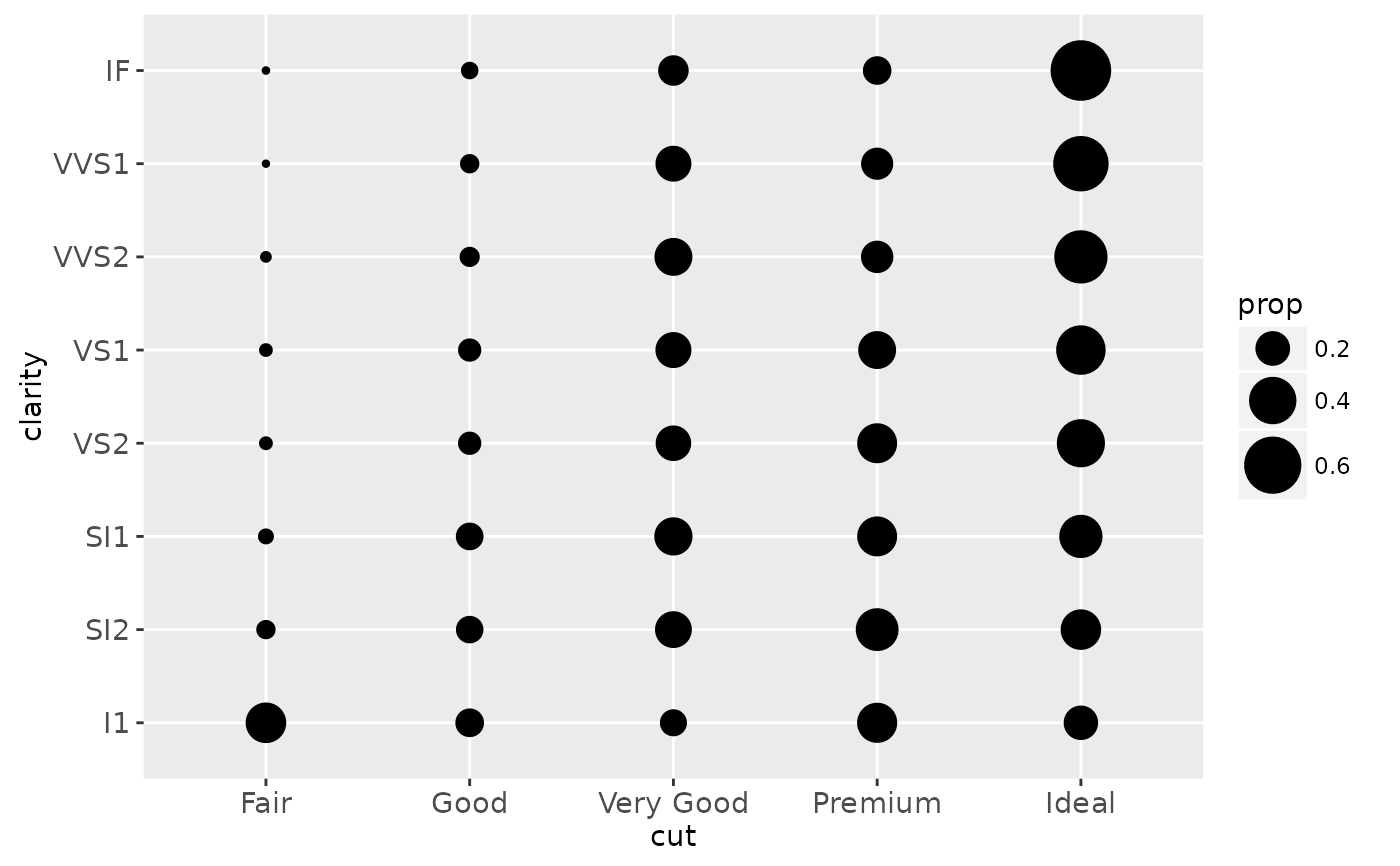 IF
VVS1
VVS2
VS1
VS2
SI1
SI2
I1
clarity
Fair Good Very Good Premium Ideal
cut
prop
0.2
0.4
0.6